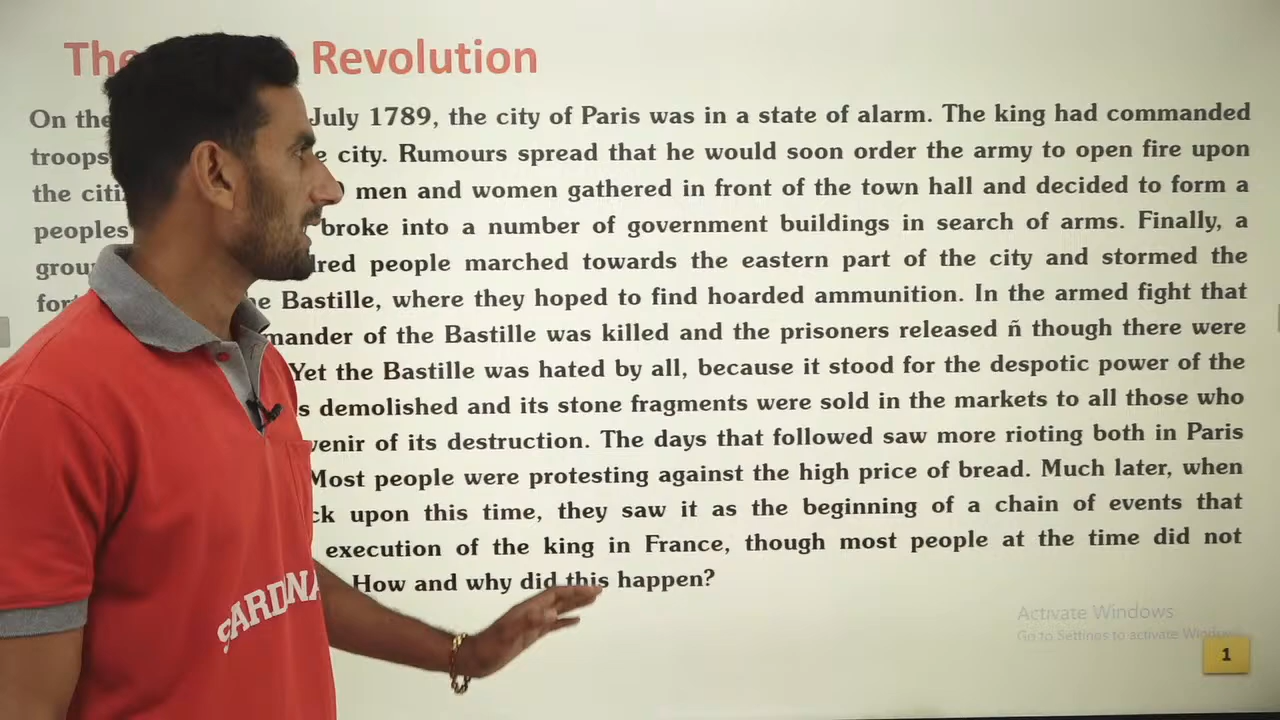 The Revolution
On the July 1789, the city of Paris was in a state of alarm. The king had commanded
troops city. Rumours spread that he would soon order the army to open fire upon
the men and women gathered in front of the town hall and decided to form a
peoples broke into a number of government buildings in search of arms. Finally, a
people marched towards the eastern part of the city and stormed the
Bastille, where they hoped to find hoarded ammunition. In the armed fight that
of the Bastille was killed and the prisoners released ñ though there were
Yet the Bastille was hated by all, because it stood for the despotic power of the
demolished and its stone fragments were sold in the markets to all those who
of its destruction. The days that followed saw more rioting both in Paris
Most people were protesting against the high price of bread. Much later, when
upon this time, they saw it as the beginning of a chain of events that
execution of the king in France, though most people at the time did not
How and why did this happen?
Activate Windows
Go to Settings to activate Windows
1